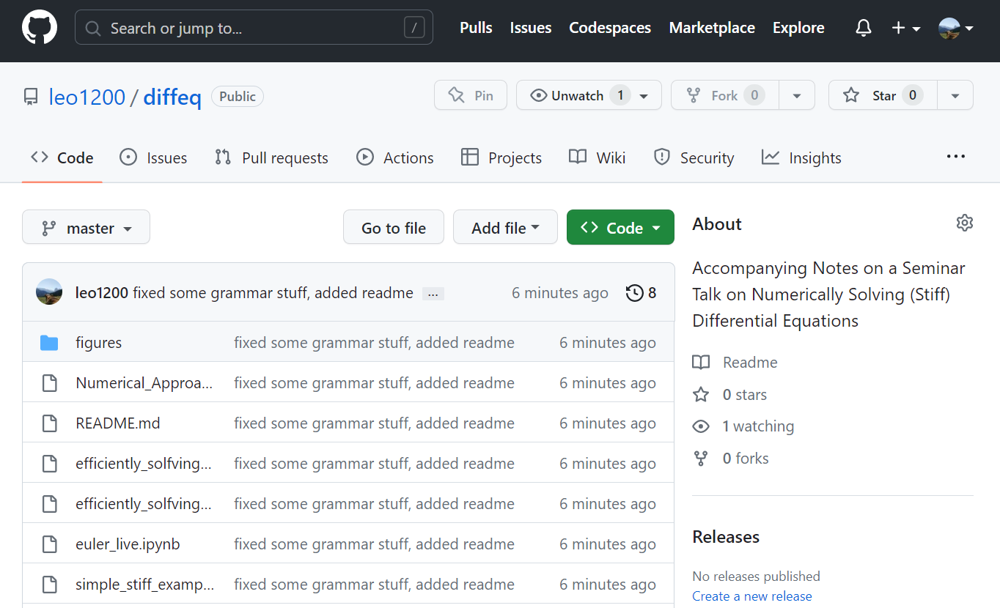 Search or jump to... / Pulls Issues Codespaces Marketplace Explore
leo1200 / diffeq Public Pin Unwatch 1 Fork 0 Star 0
Code Issues Pull requests Actions Projects Wiki Security Insights ...
master Go to file Add file Code
leo1200 fixed some grammar stuff, added readme ... 6 minutes ago 8
figures fixed some grammar stuff, added readme 6 minutes ago
Numerical_Approa... fixed some grammar stuff, added readme 6 minutes ago
README.md fixed some grammar stuff, added readme 6 minutes ago
efficiently_solfving... fixed some grammar stuff, added readme 6 minutes ago
efficiently_solfving... fixed some grammar stuff, added readme 6 minutes ago
euler_live.ipynb fixed some grammar stuff, added readme 6 minutes ago
simple_stiff_examp... fixed some grammar stuff, added readme 6 minutes ago
About
Accompanying Notes on a Seminar
Talk on Numerically Solving (Stiff)
Differential Equations
Readme
0 stars
1 watching
0 forks
Releases
No releases published
Create a new release